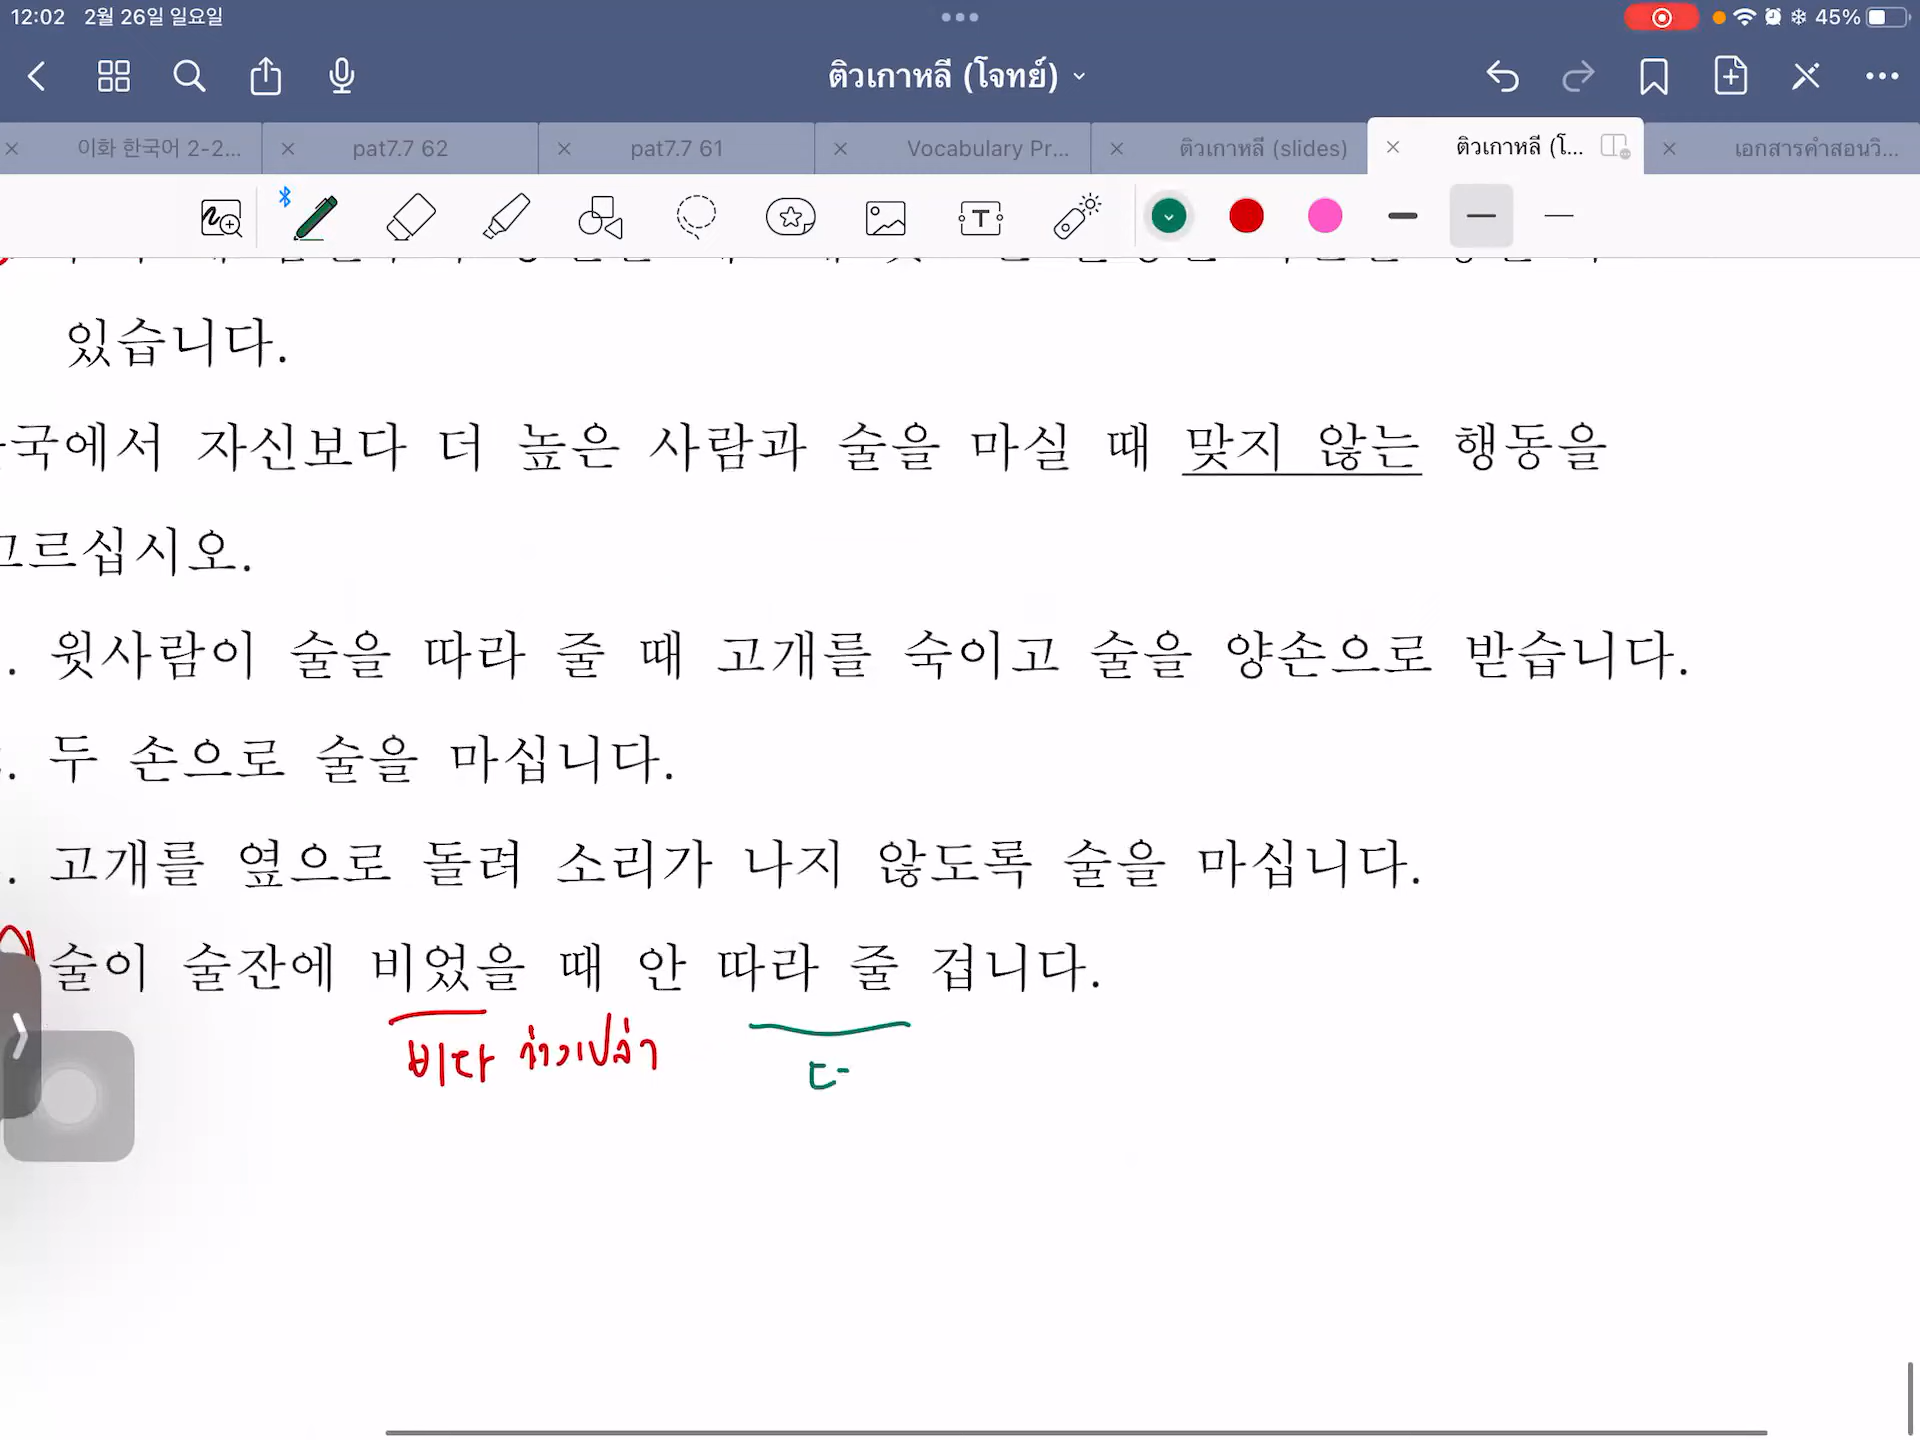 12:02 2월 26일 일요일
45%
ติวเกาหลี (โจทย์)
이화 한국어 2-2...
pat7.7 62
pat7.7 61
Vocabulary Pr...
ติวเกาหลี (slides)
ติวเกาหลี (โ...
เอกสารคำสอนวิ...
있습니다.
국에서 자신보다 더 높은 사람과 술을 마실 때 맞지 않는 행동을
그르십시오.
. 윗사람이 술을 따라 줄 때 고개를 숙이고 술을 양손으로 받습니다.
. 두 손으로 술을 마십니다.
. 고개를 옆으로 돌려 소리가 나지 않도록 술을 마십니다.
술이 술잔에 비었을 때 안 따라 줄 겁니다.
비다 ว่างเปล่า